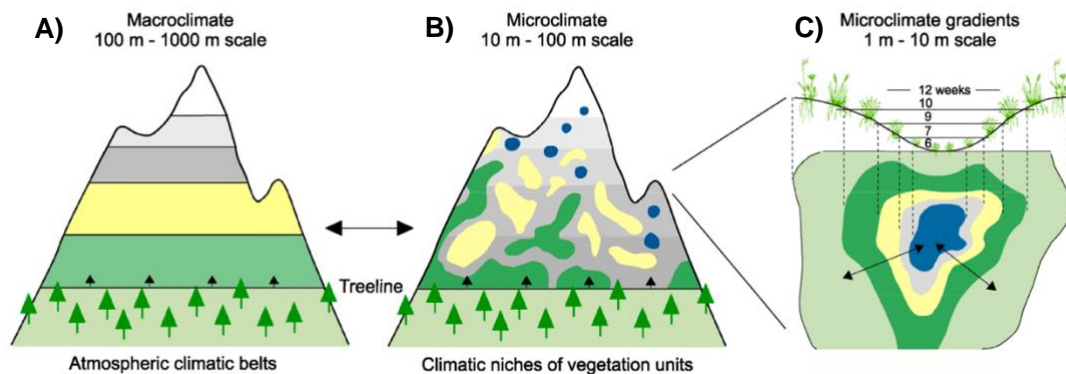 A)
Macroclimate
100 m - 1000 m scale
B)
Microclimate
10 m - 100 m scale
C)
Microclimate gradients
1 m - 10 m scale
12 weeks
10
9
7
6
Treeline
Atmospheric climatic belts
Climatic niches of vegetation units